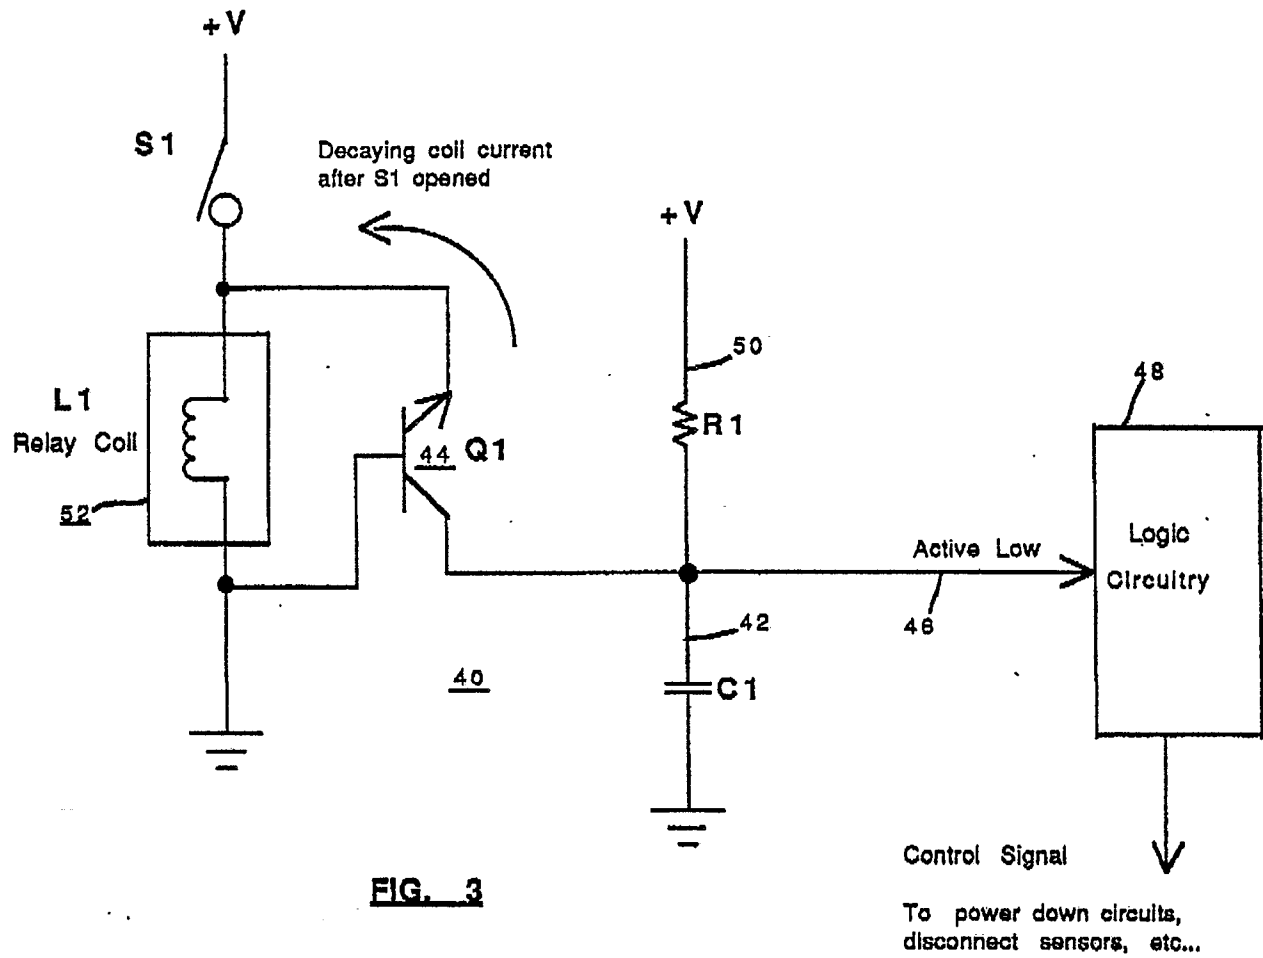 +V
S1
Decaying coil current
after S1 opened
+V
50
48
L1
Relay Coil
44
Q1
R1
52
Active Low
Logic
Circuitry
46
42
40
C1
Control Signal
FIG. 3
To power down circuits,
disconnect sensors, etc...